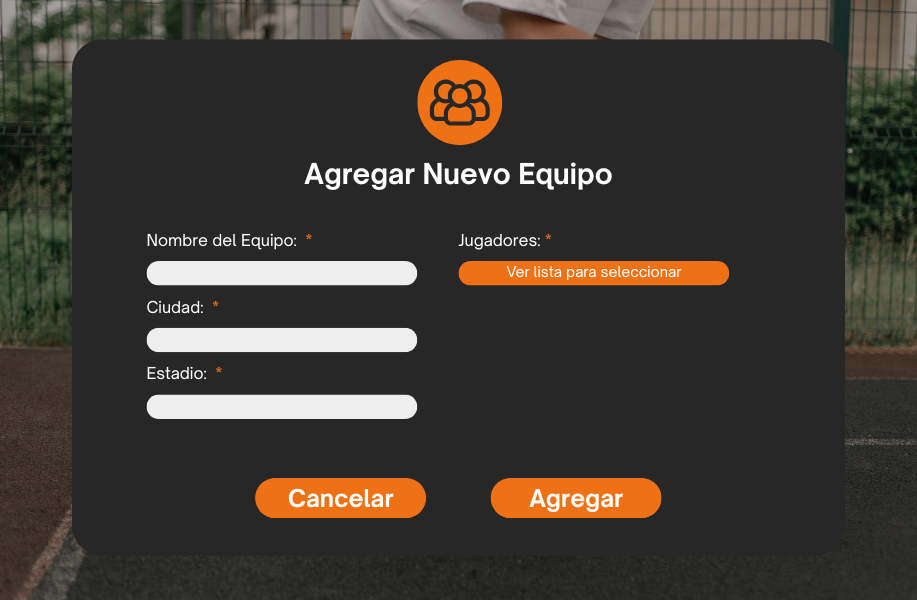 Agregar Nuevo Equipo
Nombre del Equipo: *
Jugadores: *
Ver lista para seleccionar
Ciudad: *
Estadio: *
Cancelar
Agregar